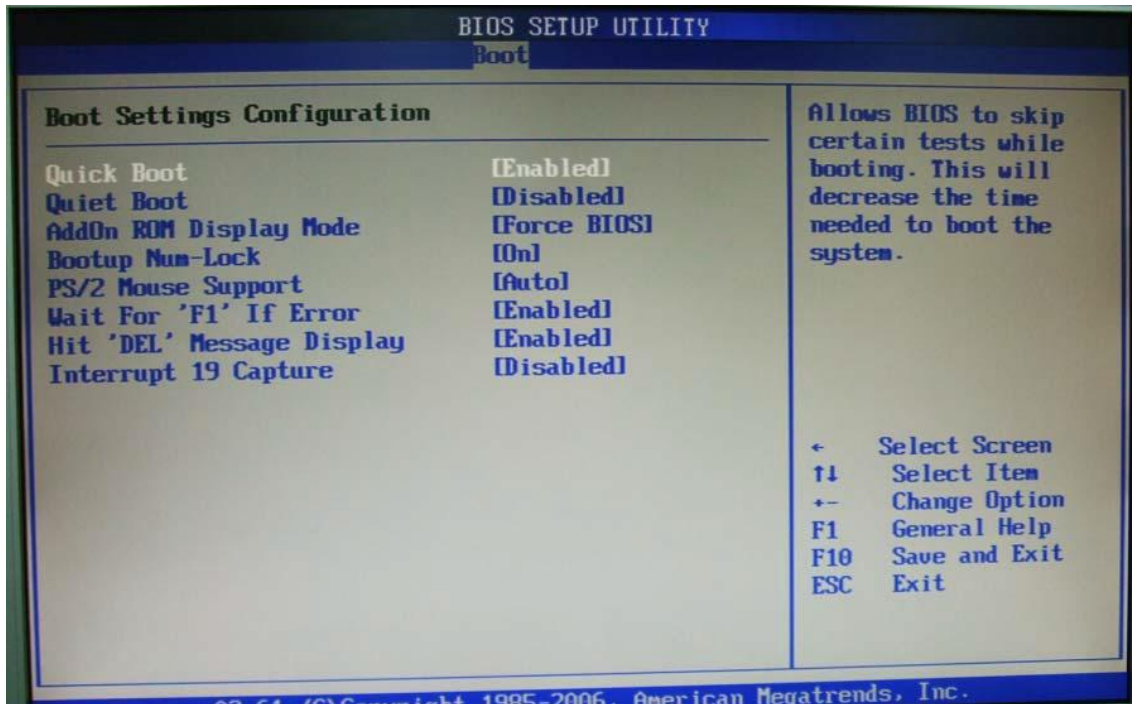 BIOS SETUP UTILITY
Boot
Boot Settings Configuration
Quick Boot [Enabled]
Quiet Boot [Disabled]
AddOn ROM Display Mode [Force BIOS]
Bootup Num-Lock [On]
PS/2 Mouse Support [Auto]
Wait For 'F1' If Error [Enabled]
Hit 'DEL' Message Display [Enabled]
Interrupt 19 Capture [Disabled]
Allows BIOS to skip
certain tests while
booting. This will
decrease the time
needed to boot the
system.
← Select Screen
↑↓ Select Item
+- Change Option
F1 General Help
F10 Save and Exit
ESC Exit
(C)Copyright 1985-2006, American Megatrends, Inc.